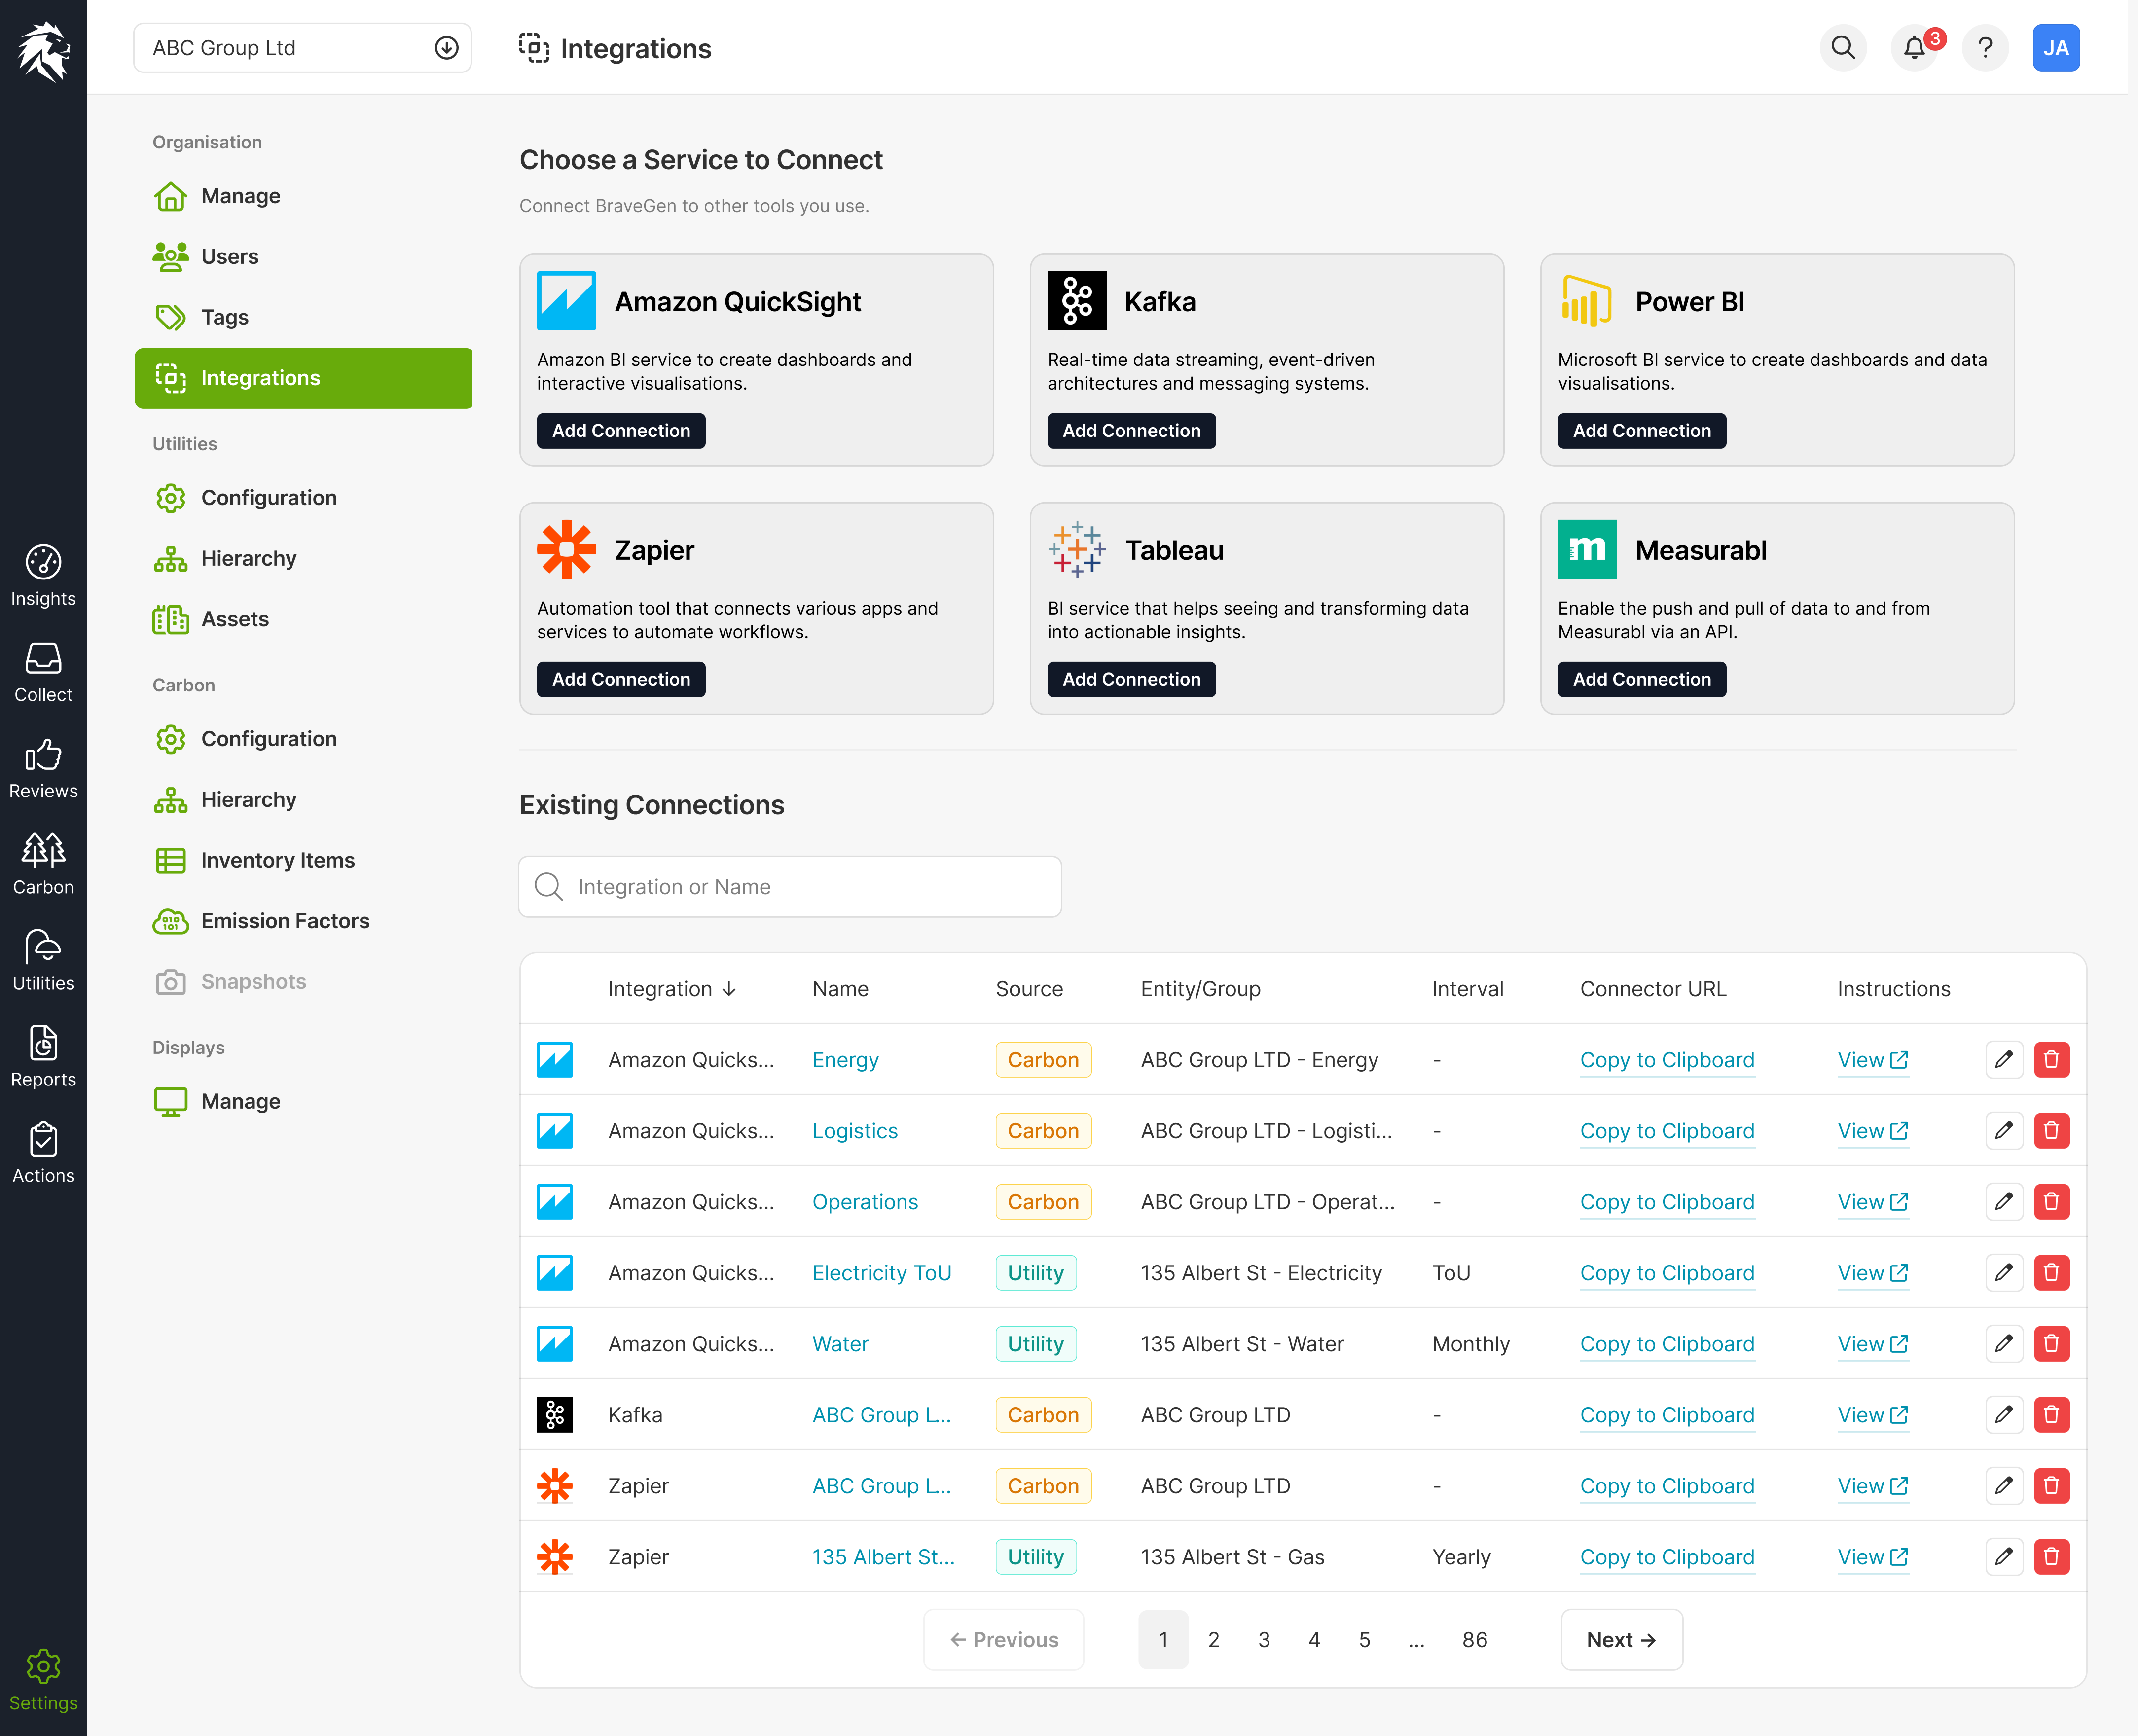 ABC Group Ltd
Integrations
3
?
JA
Insights
Collect
Reviews
Carbon
Utilities
Reports
Actions
Settings
Organisation
Manage
Users
Tags
Integrations
Utilities
Configuration
Hierarchy
Assets
Carbon
Configuration
Hierarchy
Inventory Items
Emission Factors
Snapshots
Displays
Manage
Choose a Service to Connect
Connect BraveGen to other tools you use.
Amazon QuickSight
Amazon BI service to create dashboards and
interactive visualisations.
Add Connection
Kafka
Real-time data streaming, event-driven
architectures and messaging systems.
Add Connection
Power BI
Microsoft BI service to create dashboards and data
visualisations.
Add Connection
Zapier
Automation tool that connects various apps and
services to automate workflows.
Add Connection
Tableau
BI service that helps seeing and transforming data
into actionable insights.
Add Connection
m
Measurabl
Enable the push and pull of data to and from
Measurabl via an API.
Add Connection
Existing Connections
Integration or Name
Integration ↓ Name Source Entity/Group Interval Connector URL Instructions
Amazon Quicks... Energy Carbon ABC Group LTD - Energy - Copy to Clipboard View
Amazon Quicks... Logistics Carbon ABC Group LTD - Logisti... - Copy to Clipboard View
Amazon Quicks... Operations Carbon ABC Group LTD - Operat... - Copy to Clipboard View
Amazon Quicks... Electricity ToU Utility 135 Albert St - Electricity ToU Copy to Clipboard View
Amazon Quicks... Water Utility 135 Albert St - Water Monthly Copy to Clipboard View
Kafka ABC Group L... Carbon ABC Group LTD - Copy to Clipboard View
Zapier ABC Group L... Carbon ABC Group LTD - Copy to Clipboard View
Zapier 135 Albert St... Utility 135 Albert St - Gas Yearly Copy to Clipboard View
← Previous 1 2 3 4 5 ... 86 Next →